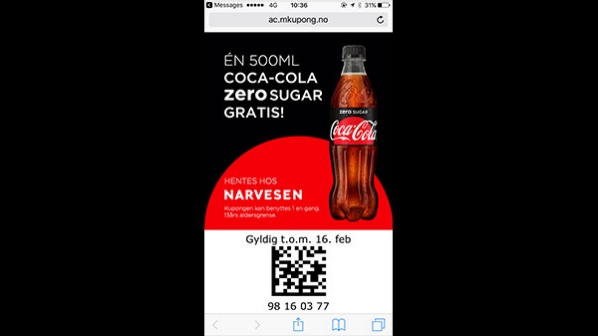 Messages 4G 10:36 31%
ac.mkupong.no
ÉN 500ML
COCA-COLA
zero SUGAR
GRATIS!
ZERO SUGAR
Coca-Cola
HENTES HOS
NARVESEN
Kupongen kan benyttes 1 en gang.
13års aldersgrense.
Gyldig t.o.m. 16. feb
98 16 03 77